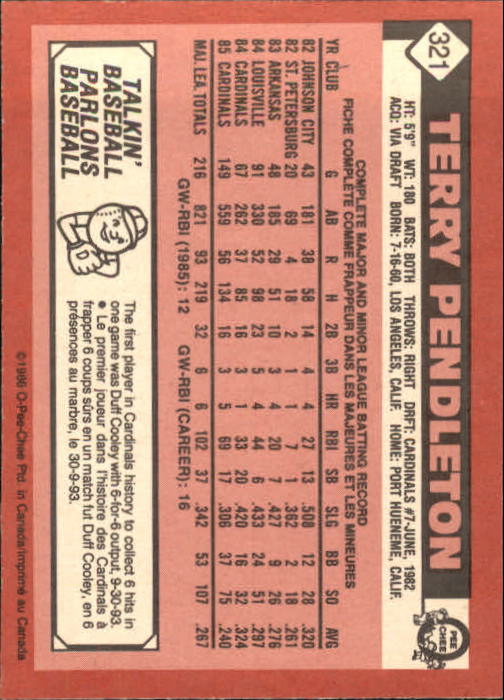 321
TERRY PENDLETON
O
PEE
CHEE
HT: 5'9" WT: 180 BATS: BOTH THROWS: RIGHT DRFT: CARDINALS #7-JUNE, 1982
ACQ: VIA DRAFT BORN: 7-16-60, LOS ANGELES, CALIF. HOME: PORT HUENEME, CALIF.
COMPLETE MAJOR AND MINOR LEAGUE BATTING RECORD
FICHE COMPLETE COMME FRAPPEUR DANS LES MAJEURES ET LES MINEURES
YR CLUB G AB R H 2B 3B HR RBI SB SLG BB SO AVG
82 JOHNSON CITY 43 181 38 58 14 4 4 27 13 .508 12 28 .320
82 ST. PETERSBURG 20 69 4 18 2 1 1 7 1 .362 2 18 .261
83 ARKANSAS 48 185 29 51 10 3 4 20 7 .427 9 26 .276
84 LOUISVILLE 91 330 52 98 23 5 4 44 6 .433 24 51 .297
84 CARDINALS 67 262 37 85 16 3 1 33 20 .420 16 32 .324
85 CARDINALS 149 559 56 134 16 3 5 69 17 .306 37 75 .240
MAJ. LEA. TOTALS 216 821 93 219 32 6 6 102 37 .342 53 107 .267
GW-RBI (1985): 12 GW-RBI (CAREER): 16
TALKIN'
BASEBALL
PARLONS
BASEBALL
The first player in Cardinals history to collect 6 hits in
one game was Duff Cooley with 6-for-6 output, 9-30-93.
• Le premier joueur dans l'histoire des Cardinals à
frapper 6 coups sûrs en un match fut Duff Cooley, en 6
présences au marbre, le 30-9-93.
©1986 O-Pee-Chee Ptd. in Canada/Imprimé au Canada